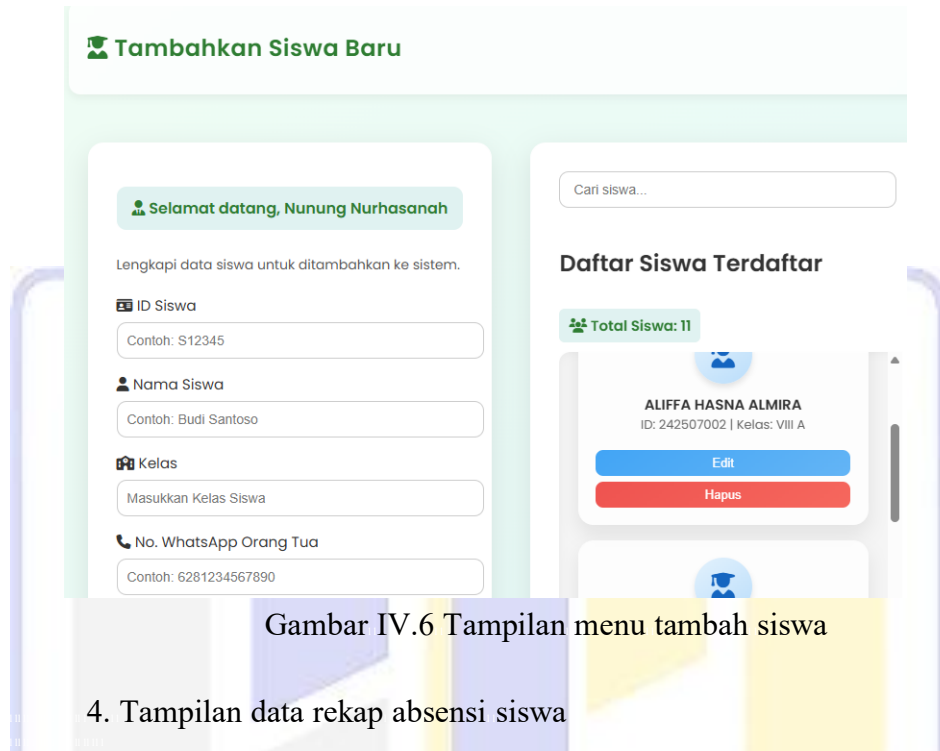 Tambahkan Siswa Baru
Selamat datang, Nunung Nurhasanah
Lengkapi data siswa untuk ditambahkan ke sistem.
ID Siswa
Contoh: S12345
Nama Siswa
Contoh: Budi Santoso
Kelas
Masukkan Kelas Siswa
No. WhatsApp Orang Tua
Contoh: 6281234567890
Cari siswa...
Daftar Siswa Terdaftar
Total Siswa: 11
ALIFFA HASNA ALMIRA
ID: 242507002 | Kelas: VIII A
Edit
Hapus
Gambar IV.6 Tampilan menu tambah siswa
4. Tampilan data rekap absensi siswa